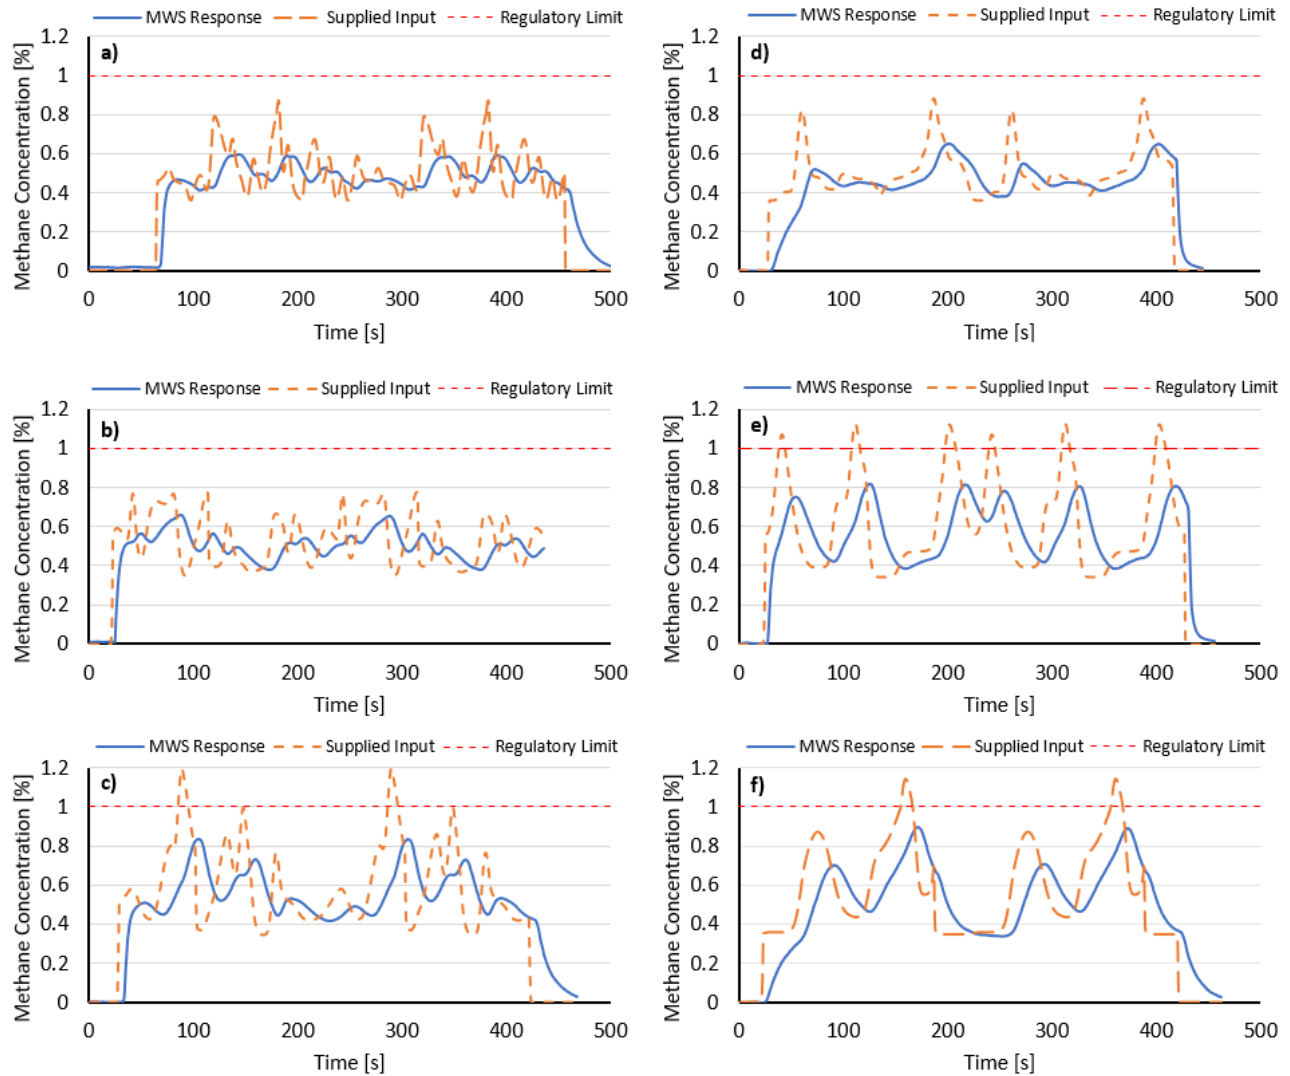 MWS Response Supplied Input Regulatory Limit
a)
Methane Concentration [%]
1.2
1
0.8
0.6
0.4
0.2
0
0 100 200 300 400 500
Time [s]
MWS Response Supplied Input Regulatory Limit
d)
Methane Concentration [%]
1.2
1
0.8
0.6
0.4
0.2
0
0 100 200 300 400 500
Time [s]
MWS Response Supplied Input Regulatory Limit
b)
Methane Concentration [%]
1.2
1
0.8
0.6
0.4
0.2
0
0 100 200 300 400 500
Time [s]
MWS Response Supplied Input Regulatory Limit
e)
Methane Concentration [%]
1.2
1
0.8
0.6
0.4
0.2
0
0 100 200 300 400 500
Time [s]
MWS Response Supplied Input Regulatory Limit
c)
Methane Concentration [%]
1.2
1
0.8
0.6
0.4
0.2
0
0 100 200 300 400 500
Time [s]
MWS Response Supplied Input Regulatory Limit
f)
Methane Concentration [%]
1.2
1
0.8
0.6
0.4
0.2
0
0 100 200 300 400 500
Time [s]